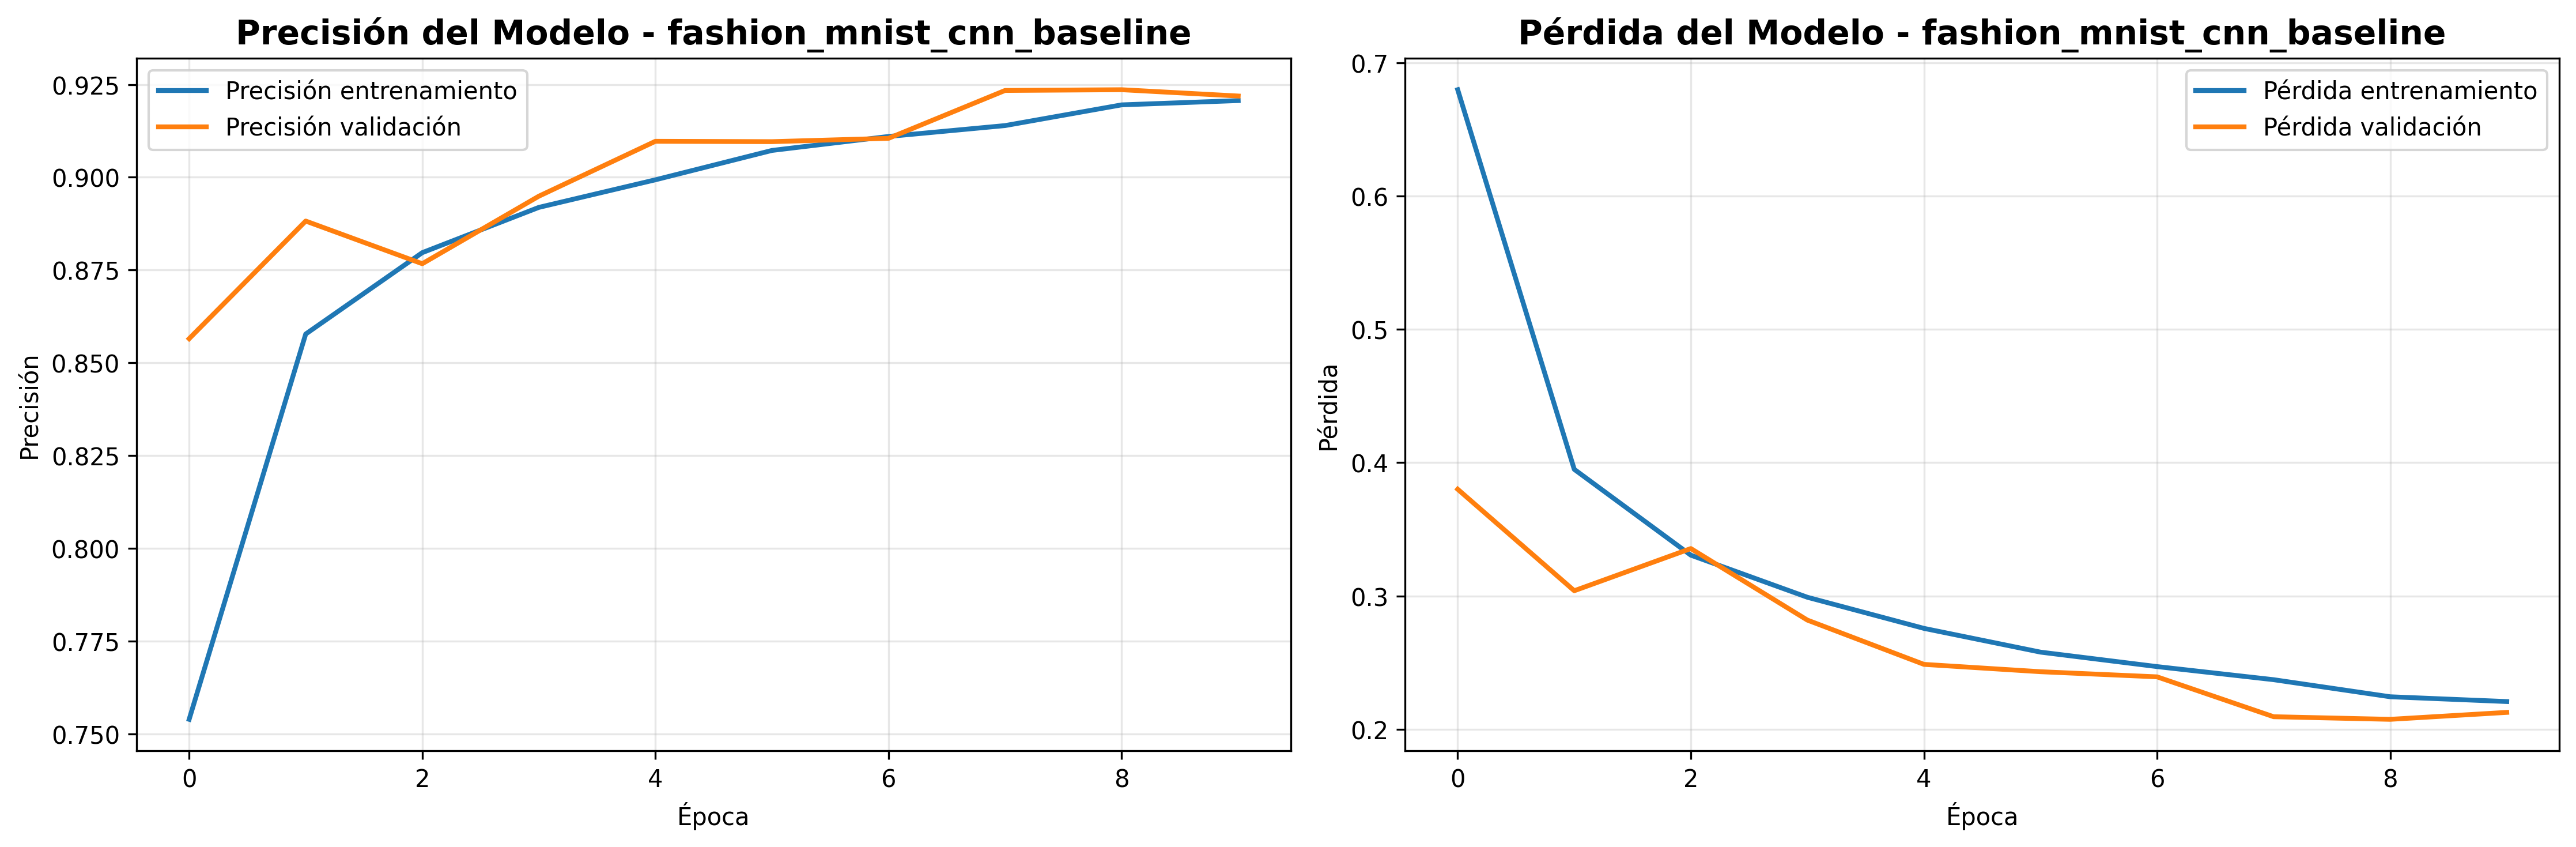 Precisión del Modelo - fashion_mnist_cnn_baseline
Precisión entrenamiento
Precisión validación
0.925
0.900
0.875
0.850
0.825
0.800
0.775
0.750
Precisión
0 2 4 6 8
Época
Pérdida del Modelo - fashion_mnist_cnn_baseline
Pérdida entrenamiento
Pérdida validación
0.7
0.6
0.5
0.4
0.3
0.2
Pérdida
0 2 4 6 8
Época